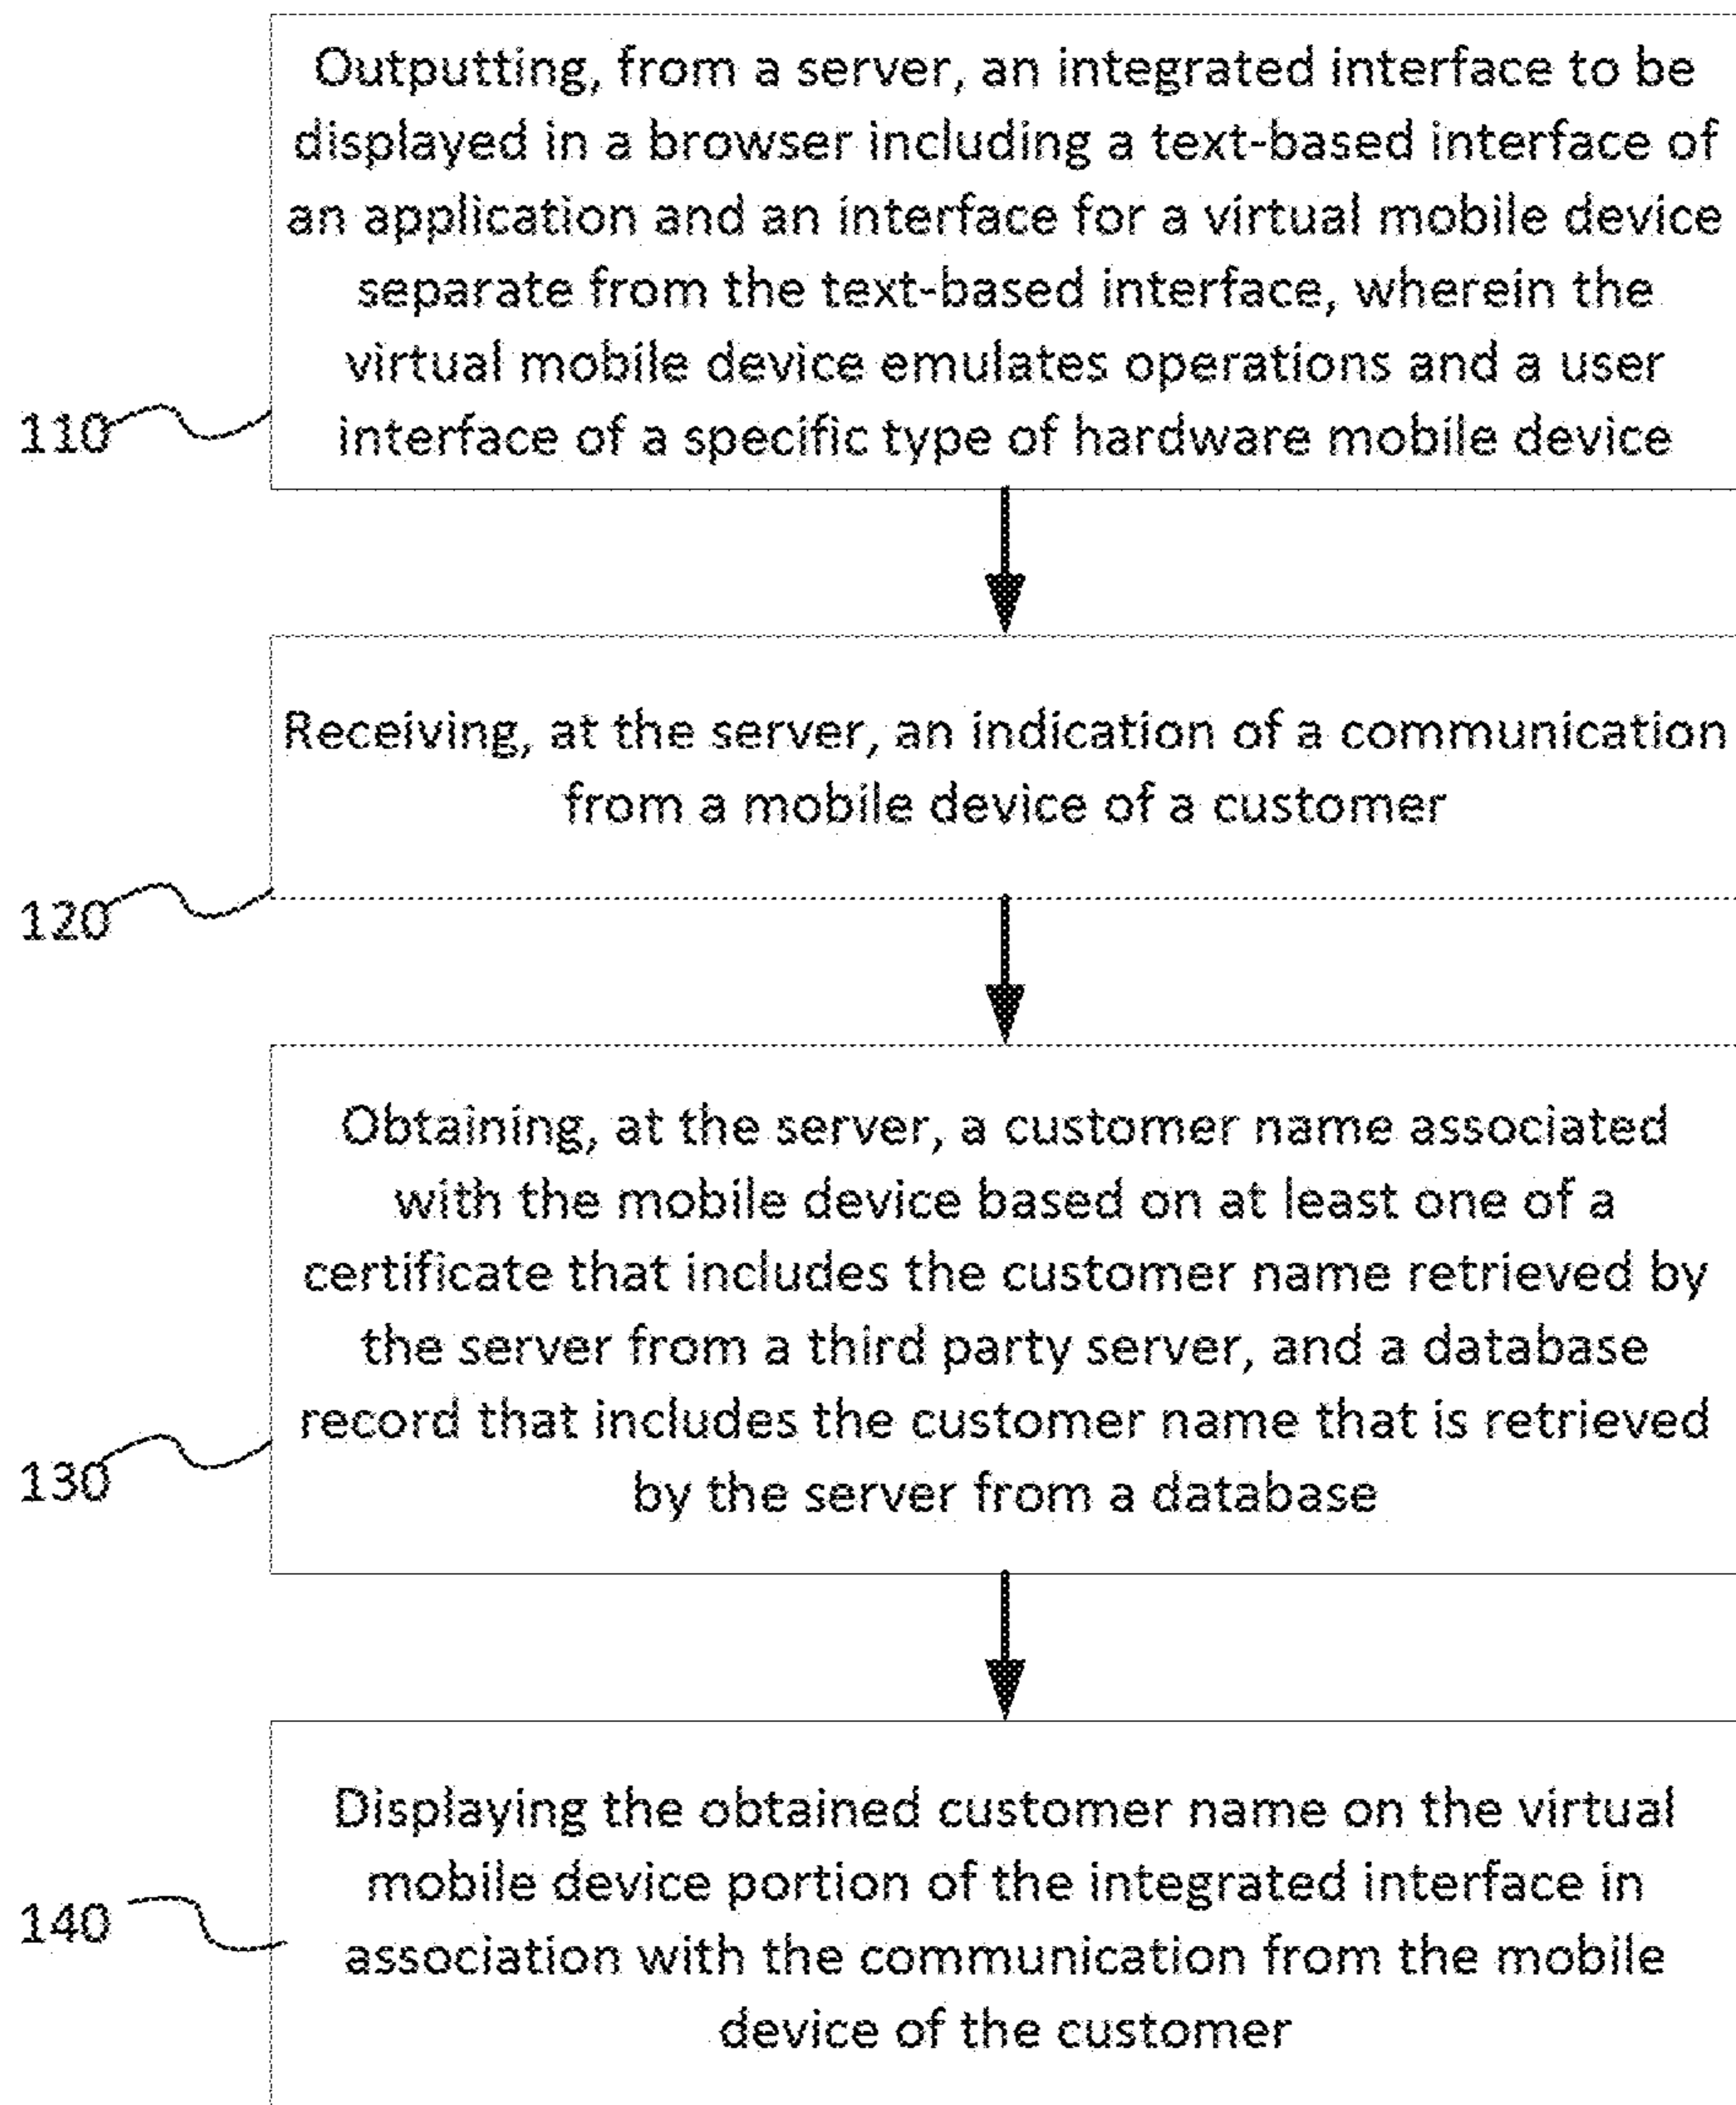 Outputting, from a server, an integrated interface to be
displayed in a browser including a text-based interface of
an application and an interface for a virtual mobile device
separate from the text-based interface, wherein the
virtual mobile device emulates operations and a user
interface of a specific type of hardware mobile device
110
Receiving, at the server, an indication of a communication
from a mobile device of a customer
120
Obtaining, at the server, a customer name associated
with the mobile device based on at least one of a
certificate that includes the customer name retrieved by
the server from a third party server, and a database
record that includes the customer name that is retrieved
by the server from a database
130
Displaying the obtained customer name on the virtual
mobile device portion of the integrated interface in
association with the communication from the mobile
device of the customer
140